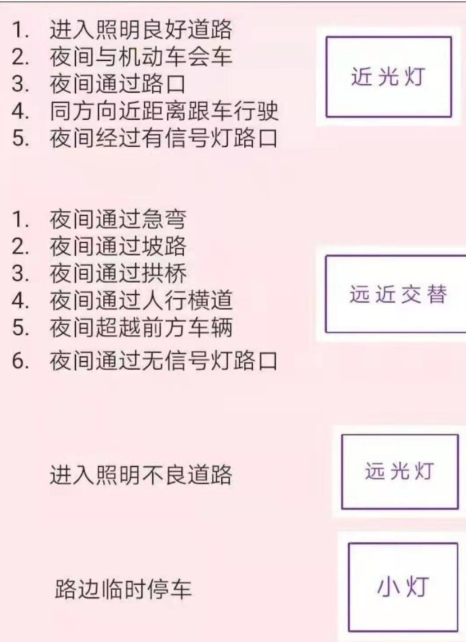 1. 进入照明良好道路
2. 夜间与机动车会车
3. 夜间通过路口
4. 同方向近距离跟车行驶
5. 夜间经过有信号灯路口
近光灯
1. 夜间通过急弯
2. 夜间通过坡路
3. 夜间通过拱桥
4. 夜间通过人行横道
5. 夜间超越前方车辆
6. 夜间通过无信号灯路口
远近交替
进入照明不良道路
远光灯
路边临时停车
小灯